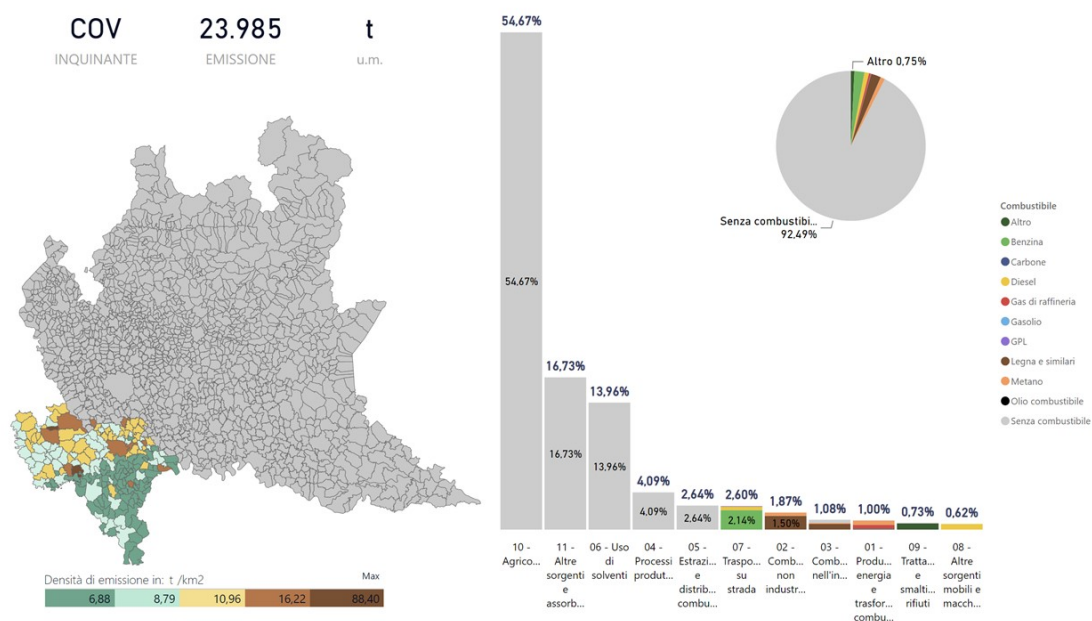 COV
23.985
t
INQUINANTE
EMISSIONE
u.m.
Densità di emissione in: t /km2
Max
6,88
8,79
10,96
16,22
88,40
54,67%
54,67%
16,73%
16,73%
13,96%
13,96%
4,09%
4,09%
2,64%
2,64%
2,60%
2,14%
1,87%
1,50%
1,08%
1,00%
0,73%
0,62%
10 -
Agrico...
11 -
Altre
sorgenti
e
assorb...
06 - Uso
di
solventi
04 -
Processi
produt...
05 -
Estrazi...
e
distrib...
combu...
07 -
Traspo...
su
strada
02 -
Comb...
non
industr...
03 -
Comb...
nell'in...
01 -
Produ...
energia
e
trasfor...
combu...
09 -
Tratta...
e
smalti...
rifiuti
08 -
Altre
sorgenti
mobili e
macch...
Altro 0,75%
Senza combustibi...
92,49%
Combustibile
Altro
Benzina
Carbone
Diesel
Gas di raffineria
Gasolio
GPL
Legna e similari
Metano
Olio combustibile
Senza combustibile